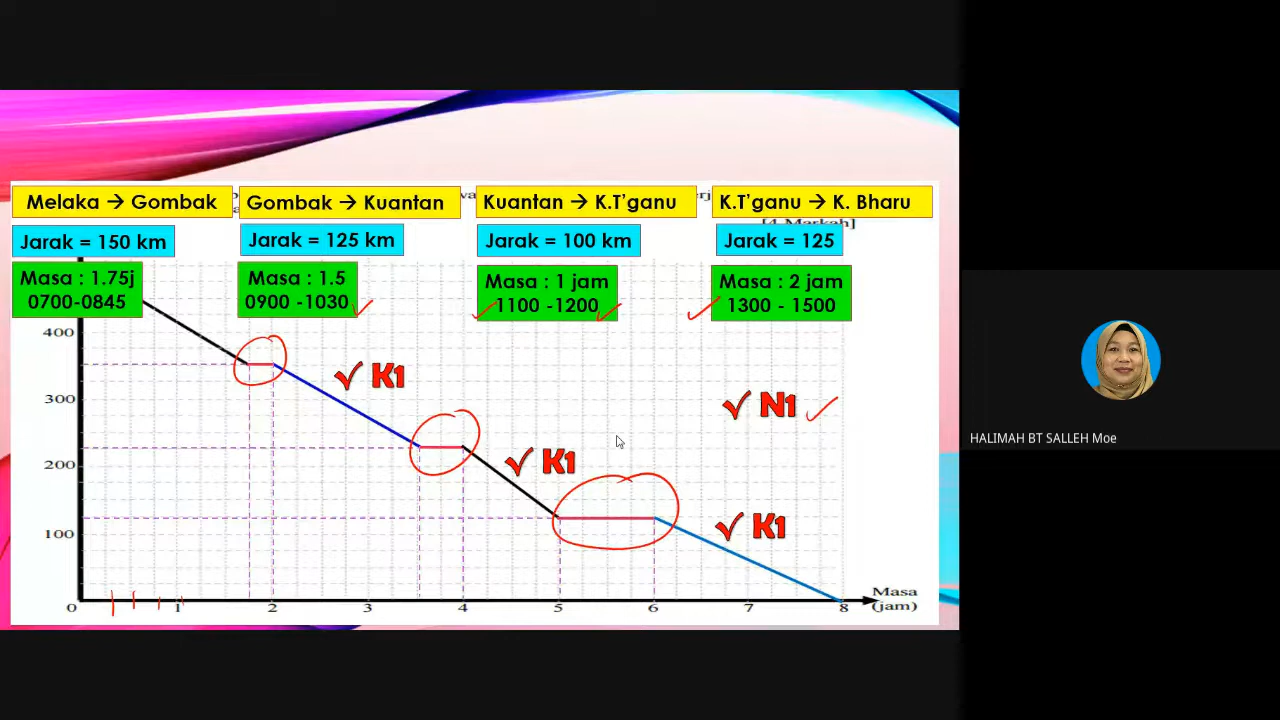 Melaka → Gombak
Gombak → Kuantan
Kuantan → K.T'ganu
K.T'ganu → K. Bharu
[4 Markah]
Jarak = 150 km
Jarak = 125 km
Jarak = 100 km
Jarak = 125
Masa : 1.75j
0700-0845
Masa : 1.5
0900 -1030
Masa : 1 jam
1100 -1200
Masa : 2 jam
1300 - 1500
400
300
200
100
✓ K1
✓ N1
✓ K1
✓ K1
0 1 2 3 4 5 6 7 8
Masa
(jam)
HALIMAH BT SALLEH Moe